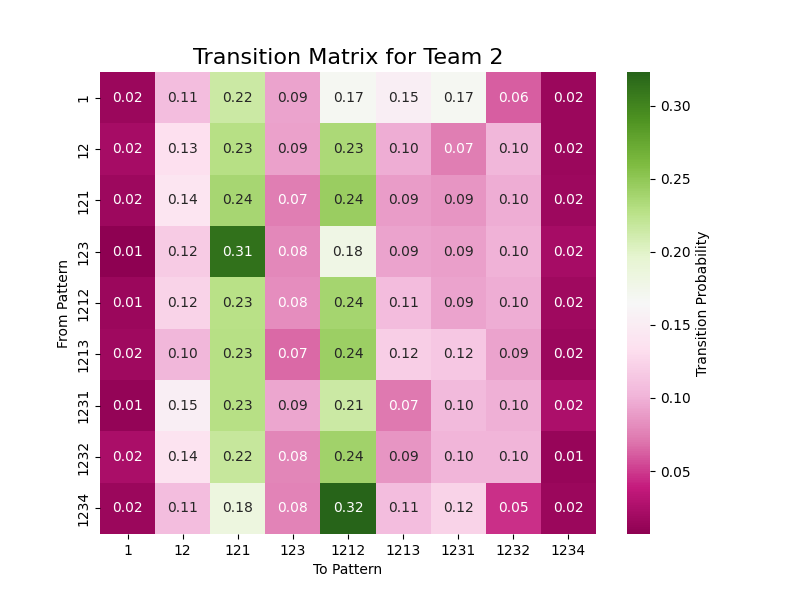 Transition Matrix for Team 2
1 0.02 0.11 0.22 0.09 0.17 0.15 0.17 0.06 0.02
12 0.02 0.13 0.23 0.09 0.23 0.10 0.07 0.10 0.02
121 0.02 0.14 0.24 0.07 0.24 0.09 0.09 0.10 0.02
123 0.01 0.12 0.31 0.08 0.18 0.09 0.09 0.10 0.02
1212 0.01 0.12 0.23 0.08 0.24 0.11 0.09 0.10 0.02
1213 0.02 0.10 0.23 0.07 0.24 0.12 0.12 0.09 0.02
1231 0.01 0.15 0.23 0.09 0.21 0.07 0.10 0.10 0.02
1232 0.02 0.14 0.22 0.08 0.24 0.09 0.10 0.10 0.01
1234 0.02 0.11 0.18 0.08 0.32 0.11 0.12 0.05 0.02
1 12 121 123 1212 1213 1231 1232 1234
To Pattern
From Pattern
0.30
0.25
0.20
0.15
0.10
0.05
Transition Probability